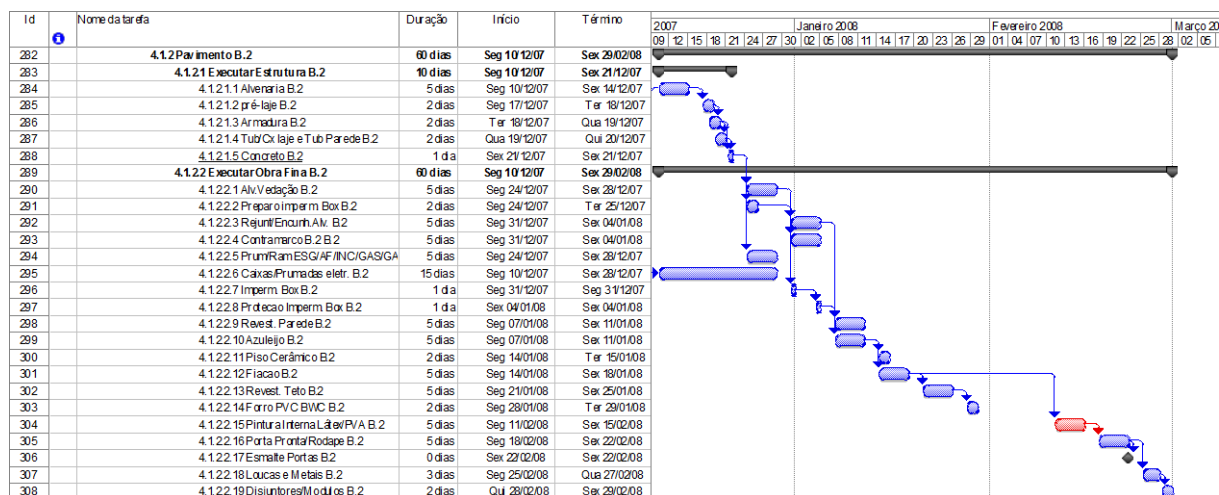 Id Nome da tarefa Duração Início Término
2007 Janeiro 2008 Fevereiro 2008 Março 20
09 12 15 18 21 24 27 30 02 05 08 11 14 17 20 23 26 29 01 04 07 10 13 16 19 22 25 28 02 05
282 4.1.2 Pavimento B.2 60 dias Seg 10/12/07 Sex 29/02/08
283 4.1.2.1 Executar Estrutura B.2 10 dias Seg 10/12/07 Sex 21/12/07
284 4.1.2.1.1 Alvenaria B.2 5 dias Seg 10/12/07 Sex 14/12/07
285 4.1.2.1.2 pré-laje B.2 2 dias Seg 17/12/07 Ter 18/12/07
286 4.1.2.1.3 Armadura B.2 2 dias Ter 18/12/07 Qua 19/12/07
287 4.1.2.1.4 Tub/Cx laje e Tub Parede B.2 2 dias Qua 19/12/07 Qui 20/12/07
288 4.1.2.1.5 Concreto B.2 1 dia Sex 21/12/07 Sex 21/12/07
289 4.1.2.2 Executar Obra Fina B.2 60 dias Seg 10/12/07 Sex 29/02/08
290 4.1.2.2.1 Alv.Vedação B.2 5 dias Seg 24/12/07 Sex 28/12/07
291 4.1.2.2.2 Preparo imperm. Box B.2 2 dias Seg 24/12/07 Ter 25/12/07
292 4.1.2.2.3 Rejunt/Encunh.Alv. B.2 5 dias Seg 31/12/07 Sex 04/01/08
293 4.1.2.2.4 Contramarco B.2 B.2 5 dias Seg 31/12/07 Sex 04/01/08
294 4.1.2.2.5 Prum/Ram ESG/AF/INC/GAS/GA 5 dias Seg 24/12/07 Sex 28/12/07
295 4.1.2.2.6 Caixas/Prumadas eletr. B.2 15 dias Seg 10/12/07 Sex 28/12/07
296 4.1.2.2.7 Imperm. Box B.2 1 dia Seg 31/12/07 Seg 31/12/07
297 4.1.2.2.8 Protecao Imperm. Box B.2 1 dia Sex 04/01/08 Sex 04/01/08
298 4.1.2.2.9 Revest. Parede B.2 5 dias Seg 07/01/08 Sex 11/01/08
299 4.1.2.2.10 Azuleijo B.2 5 dias Seg 07/01/08 Sex 11/01/08
300 4.1.2.2.11 Piso Cerâmico B.2 2 dias Seg 14/01/08 Ter 15/01/08
301 4.1.2.2.12 Fiacao B.2 5 dias Seg 14/01/08 Sex 18/01/08
302 4.1.2.2.13 Revest. Teto B.2 5 dias Seg 21/01/08 Sex 25/01/08
303 4.1.2.2.14 Forro PVC BWC B.2 2 dias Seg 28/01/08 Ter 29/01/08
304 4.1.2.2.15 Pintura Interna Látex/PVA B.2 5 dias Seg 11/02/08 Sex 15/02/08
305 4.1.2.2.16 Porta Pronta/Rodape B.2 5 dias Seg 18/02/08 Sex 22/02/08
306 4.1.2.2.17 Esmalte Portas B.2 0 dias Sex 22/02/08 Sex 22/02/08
307 4.1.2.2.18 Loucas e Metais B.2 3 dias Seg 25/02/08 Qua 27/02/08
308 4.1.2.2.19 Disjuntores/Modulos B.2 2 dias Qui 28/02/08 Sex 29/02/08